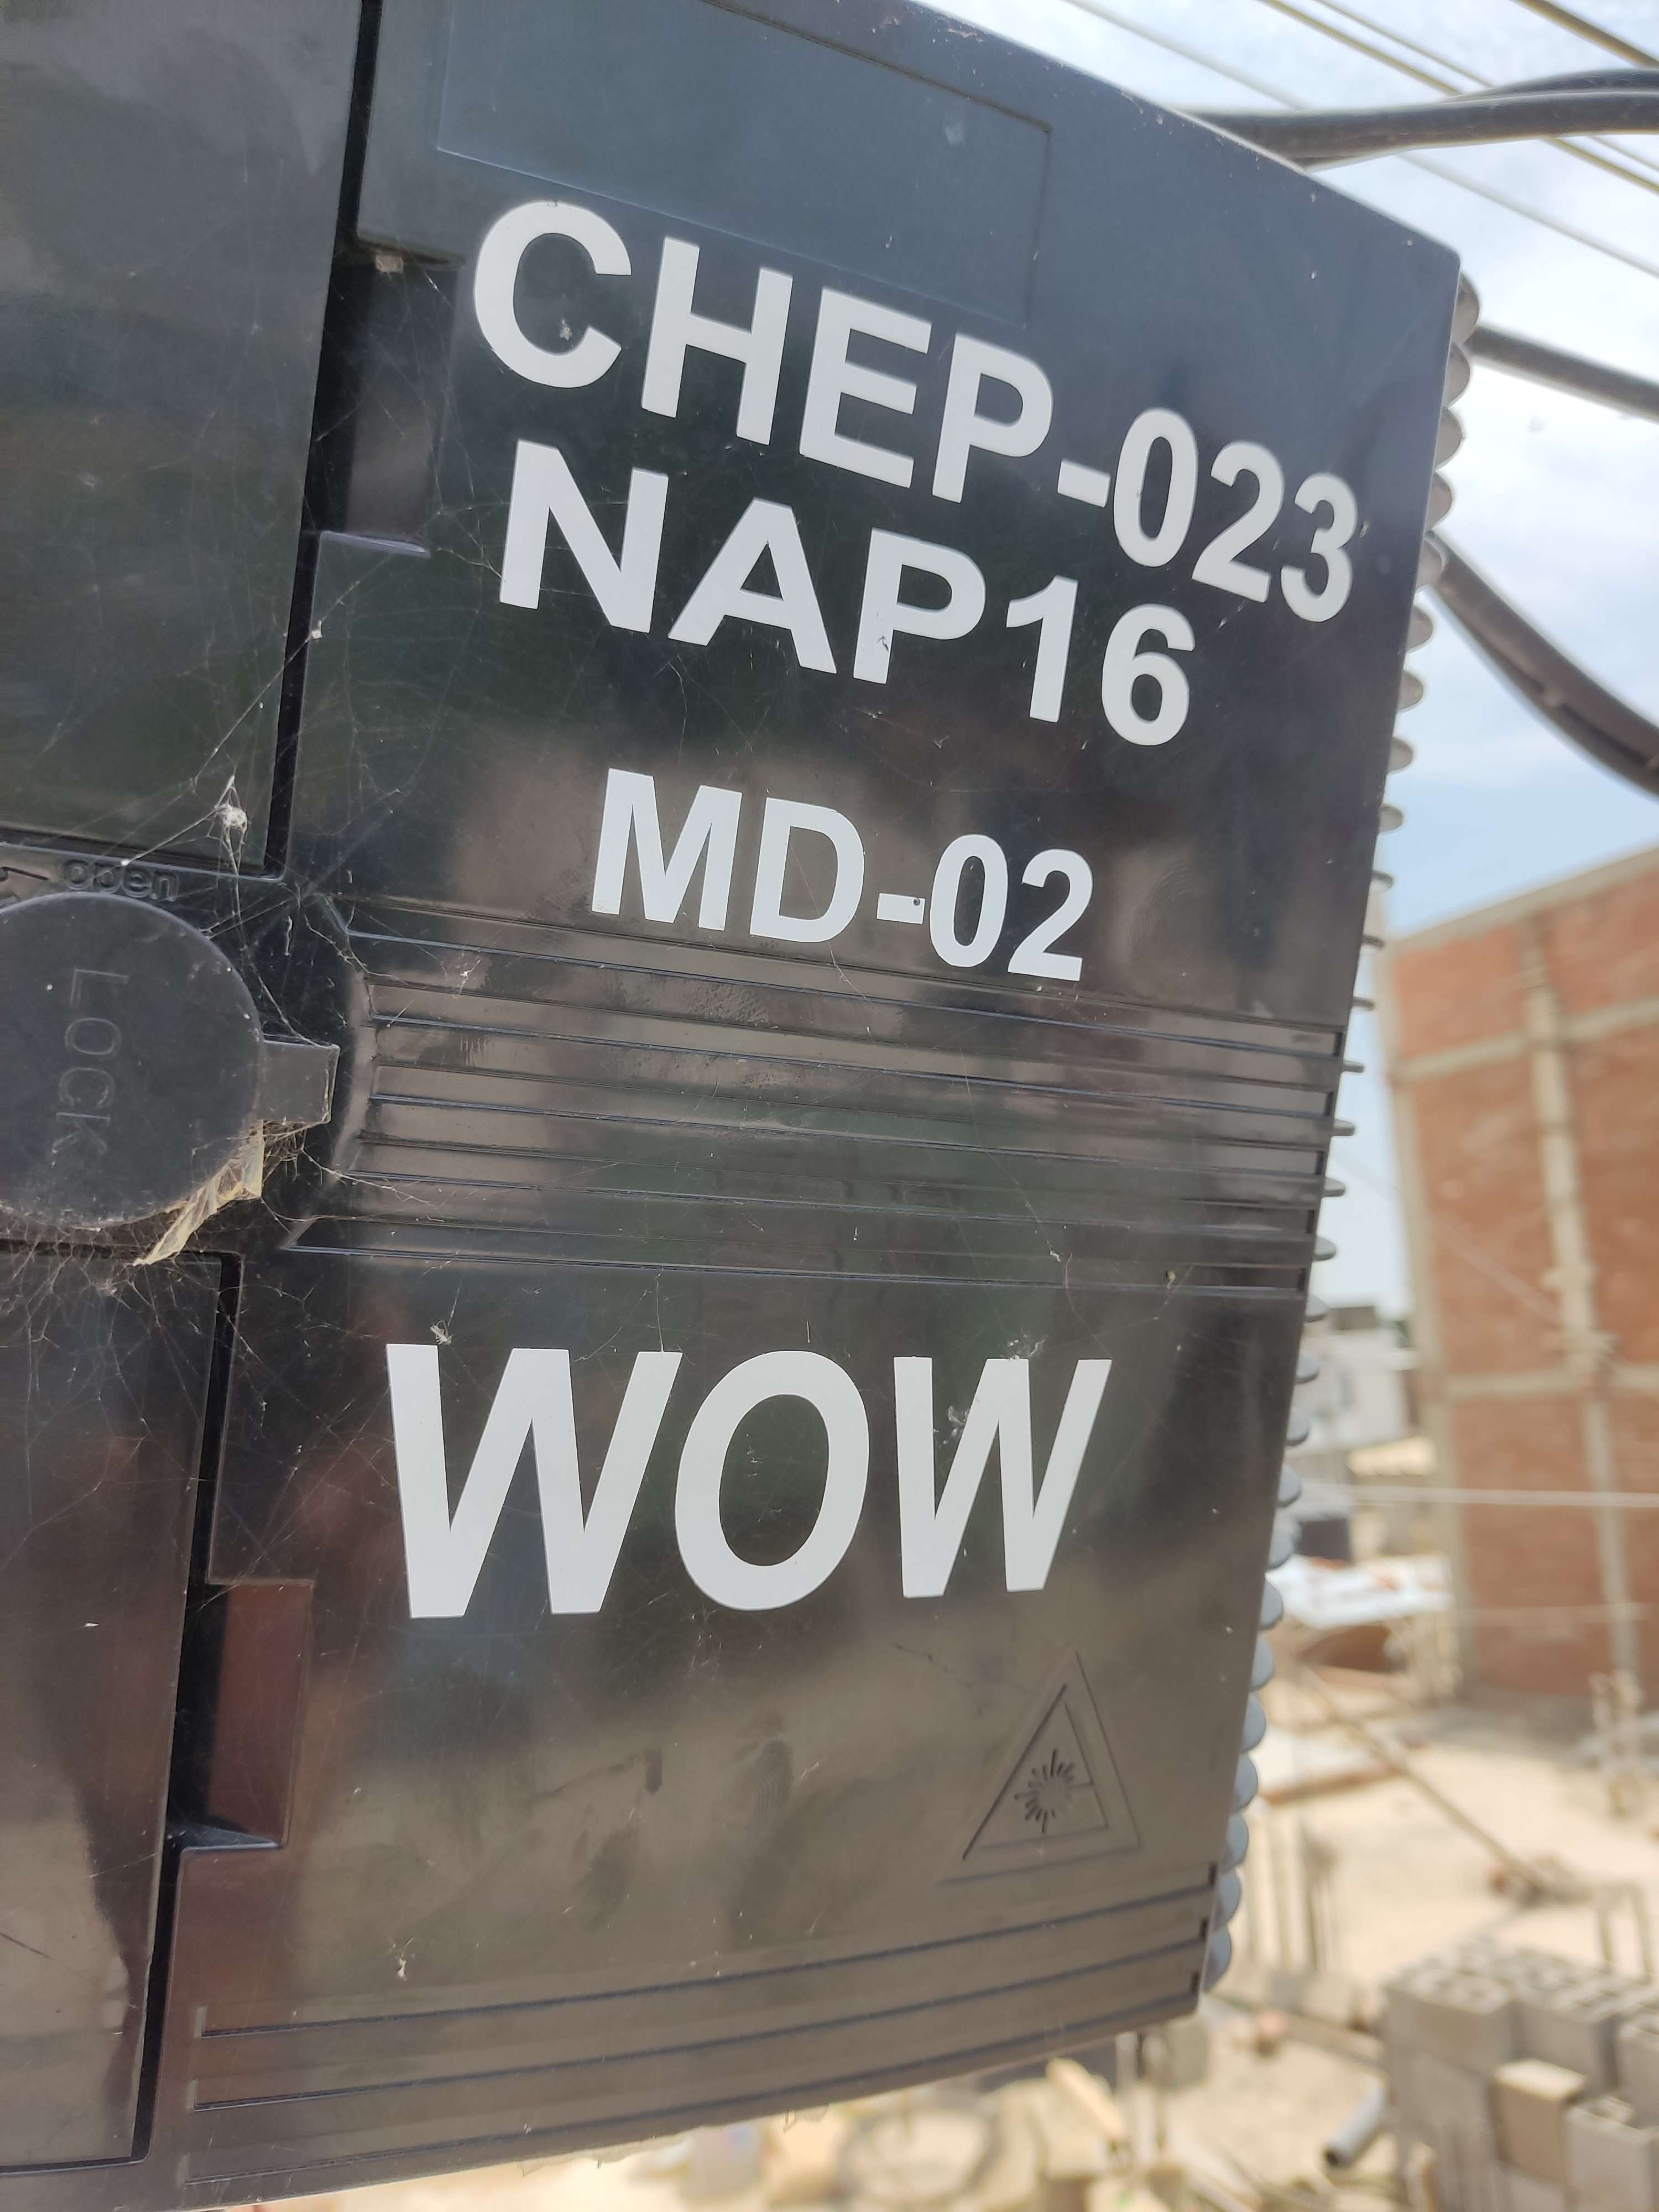 CHEP-023
NAP16
MD-02
open
LOCK
WOW